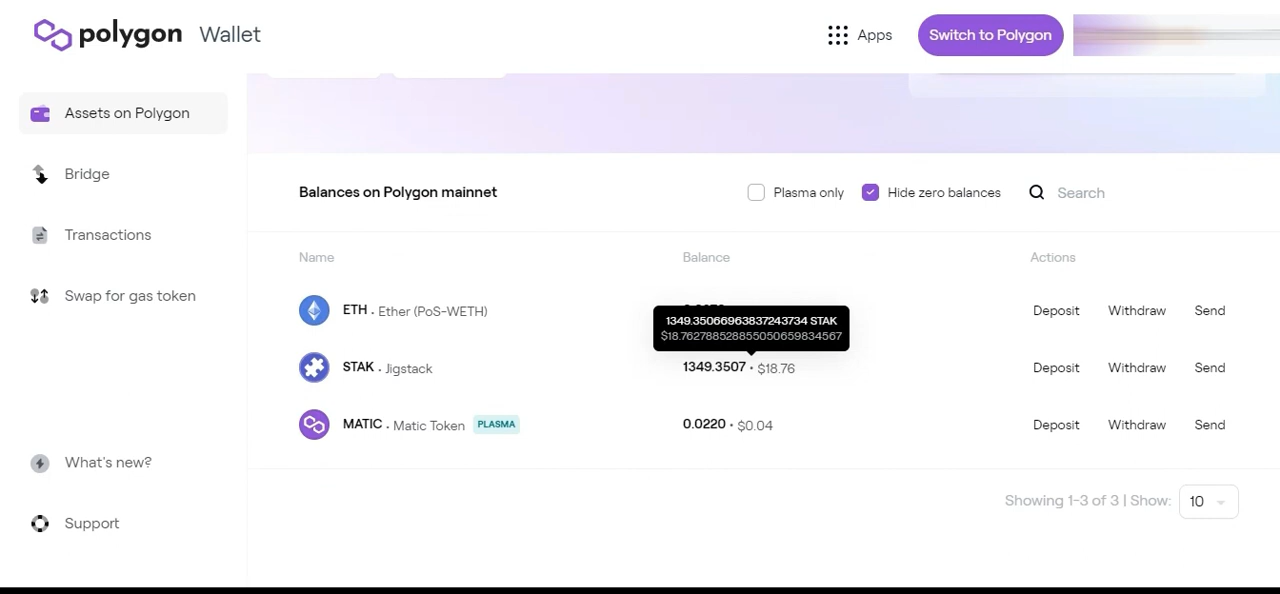 polygon Wallet
Apps
Switch to Polygon
Assets on Polygon
Bridge
Transactions
Swap for gas token
What's new?
Support
Balances on Polygon mainnet
Plasma only
Hide zero balances
Search
Name Balance Actions
ETH • Ether (PoS-WETH) Deposit Withdraw Send
1349.35066963837243734 STAK
$18.762788528855050659834567
STAK • Jigstack 1349.3507 • $18.76 Deposit Withdraw Send
MATIC • Matic Token PLASMA 0.0220 • $0.04 Deposit Withdraw Send
Showing 1-3 of 3 | Show: 10